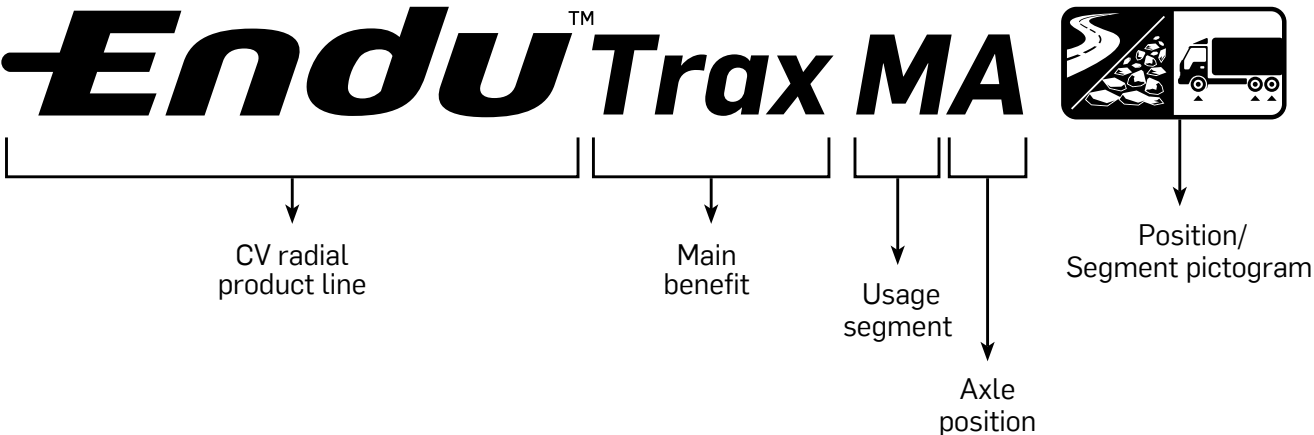 Endu™ Trax MA
CV radial
product line
Main
benefit
Usage
segment
Axle
position
Position/
Segment pictogram